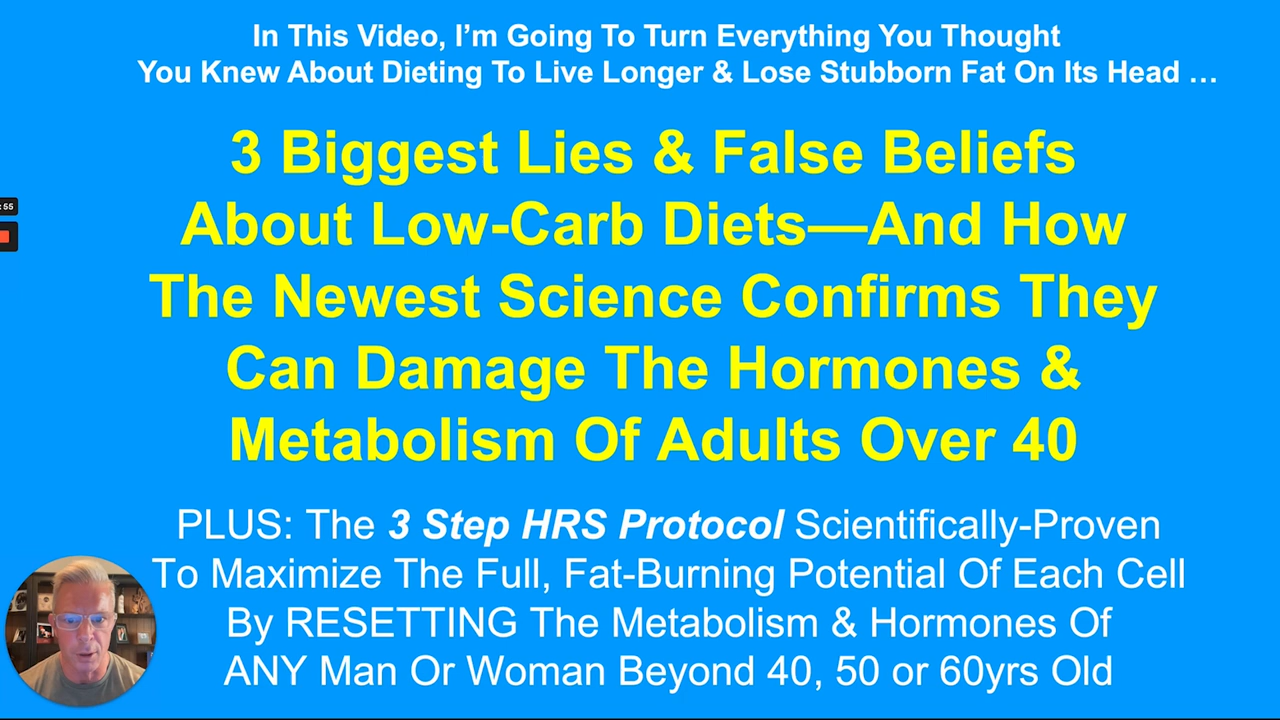 In This Video, I’m Going To Turn Everything You Thought
You Knew About Dieting To Live Longer & Lose Stubborn Fat On Its Head …
3 Biggest Lies & False Beliefs
About Low-Carb Diets—And How
The Newest Science Confirms They
Can Damage The Hormones &
Metabolism Of Adults Over 40
:55
PLUS: The 3 Step HRS Protocol Scientifically-Proven
To Maximize The Full, Fat-Burning Potential Of Each Cell
By RESETTING The Metabolism & Hormones Of
ANY Man Or Woman Beyond 40, 50 or 60yrs Old